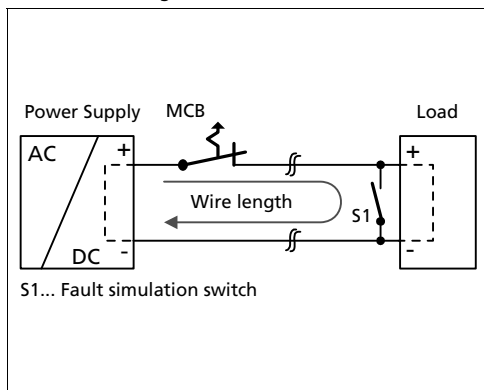 Power Supply MCB Load
AC + +
Wire length
S1
DC - -
S1... Fault simulation switch